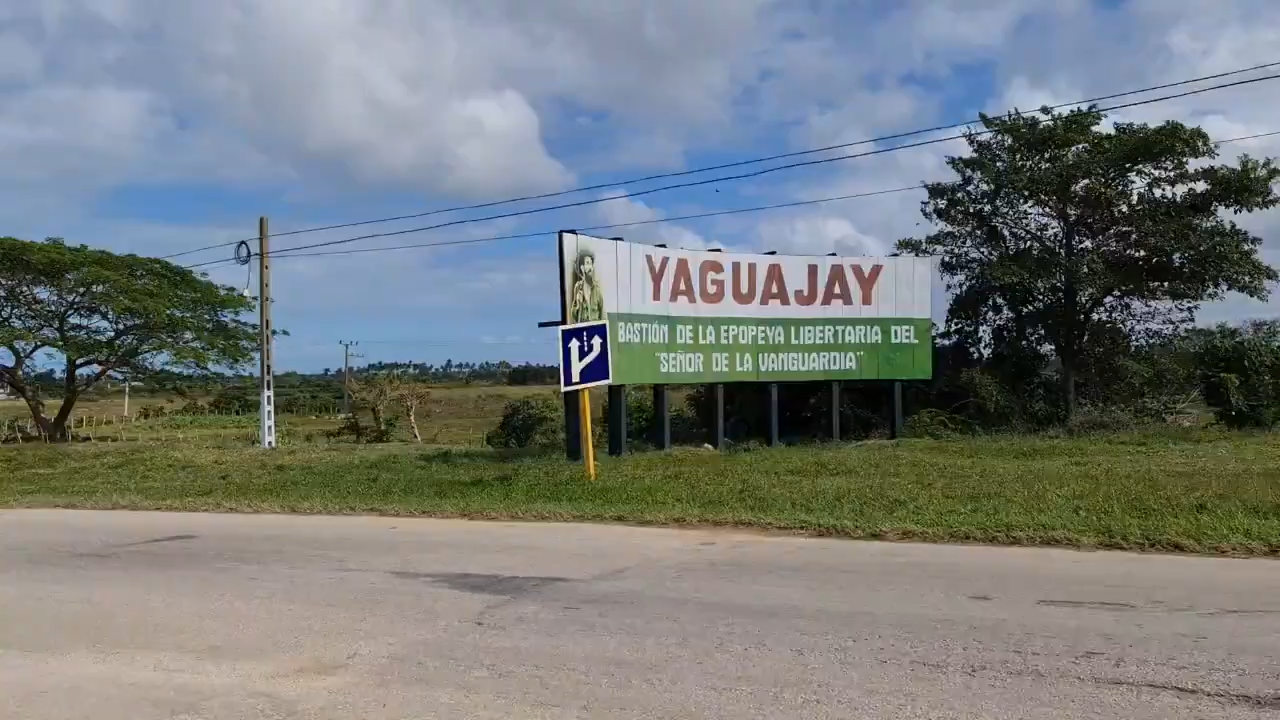 YAGUAJAY
BASTIÓN DE LA EPOPEYA LIBERTARIA DEL
"SEÑOR DE LA VANGUARDIA"